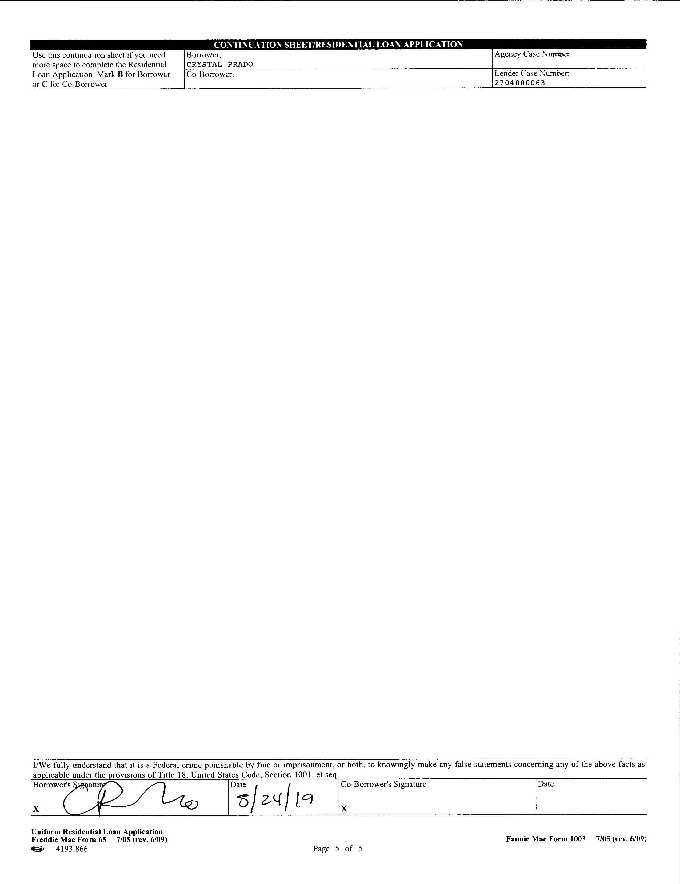 CONTINUATION SHEET/RESIDENTIAL LOAN APPLICATION
Use this continuation sheet if you need
more space to complete the Residential
Loan Application. Mark B for Borrower
or C for Co-Borrower
Borrower:
CRYSTAL PRADO
Co-Borrower:
Agency Case Number:
Lender Case Number:
2704000063
I/We fully understand that it is a Federal crime punishable by fine or imprisonment, or both, to knowingly make any false statements concerning any of the above facts as
applicable under the provisions of Title 18, United States Code, Section 1001, et seq.
Borrower's Signature
X
Date
8/24/19
Co-Borrower's Signature
X
Date
Uniform Residential Loan Application
Freddie Mac Form 65 7/05 (rev. 6/09)
4193 866
Page 5 of 5
Fannie Mae Form 1003 7/05 (rev. 6/09)